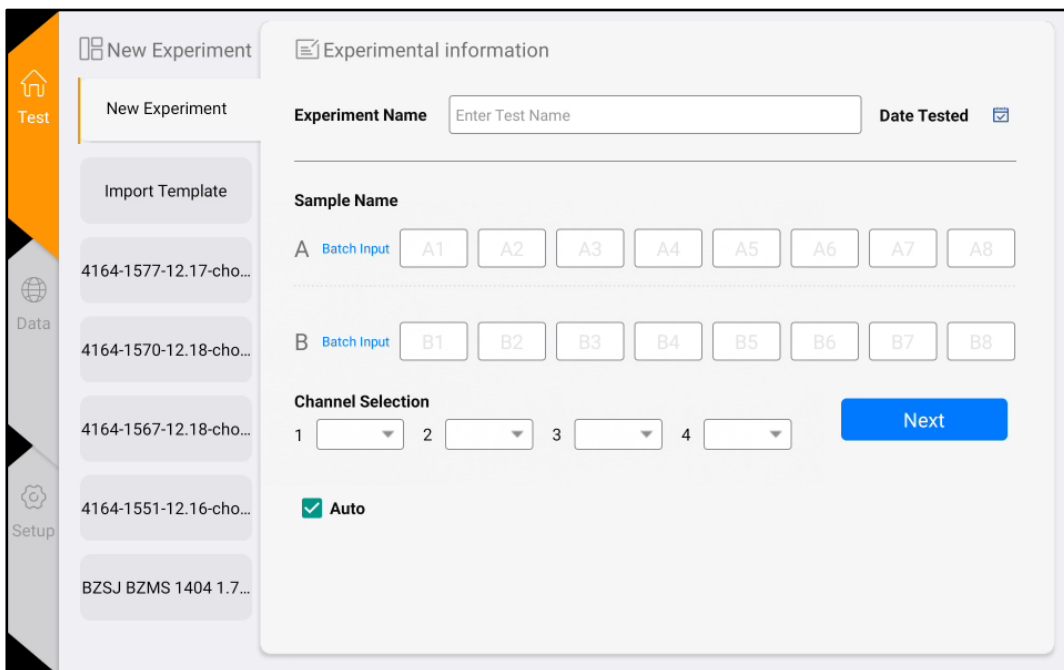 Test
Data
Setup
New Experiment
New Experiment
Import Template
4164-1577-12.17-cho...
4164-1570-12.18-cho...
4164-1567-12.18-cho...
4164-1551-12.16-cho...
BZSJ BZMS 1404 1.7...
Experimental information
Experiment Name Enter Test Name Date Tested
Sample Name
A Batch Input A1 A2 A3 A4 A5 A6 A7 A8
B Batch Input B1 B2 B3 B4 B5 B6 B7 B8
Channel Selection
1 2 3 4 Next
Auto